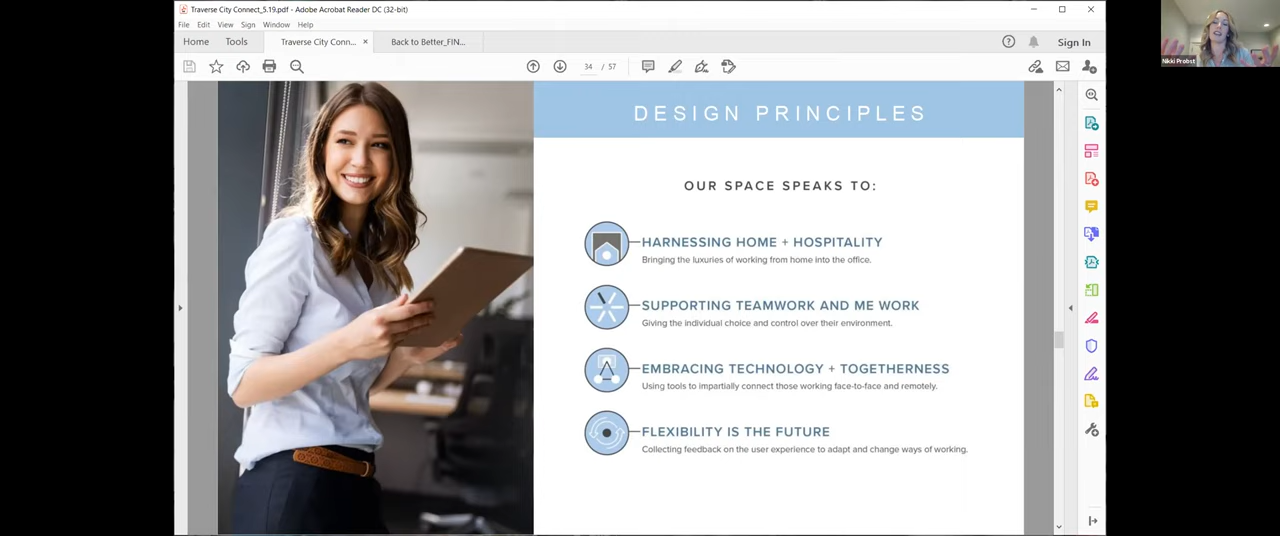 Traverse City Connect_5.19.pdf - Adobe Acrobat Reader DC (32-bit)
File Edit View Sign Window Help
Home Tools Traverse City Conn... × Back to Better_FIN... Sign In
34 / 57
Nikki Probst
DESIGN PRINCIPLES
OUR SPACE SPEAKS TO:
HARNESSING HOME + HOSPITALITY
Bringing the luxuries of working from home into the office.
SUPPORTING TEAMWORK AND ME WORK
Giving the individual choice and control over their environment.
EMBRACING TECHNOLOGY + TOGETHERNESS
Using tools to impartially connect those working face-to-face and remotely.
FLEXIBILITY IS THE FUTURE
Collecting feedback on the user experience to adapt and change ways of working.